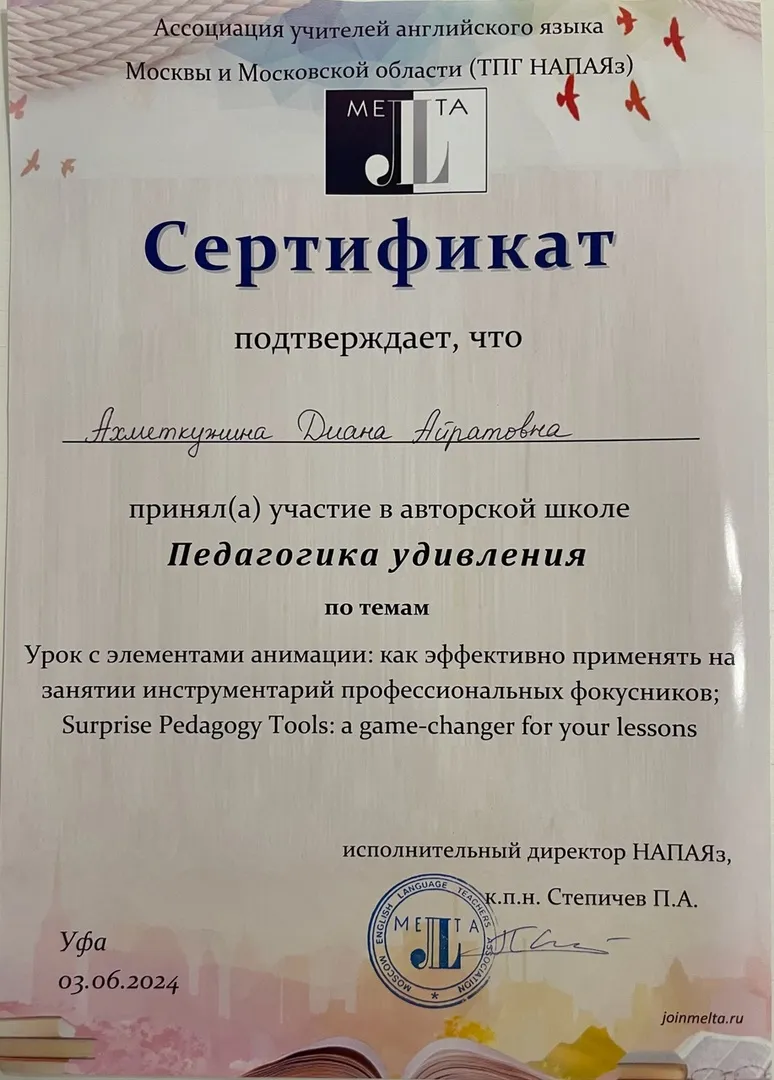 Ассоциация учителей английского языка
Москвы и Московской области (ТПГ НАПАЯз)
МЕLТА
Сертификат
подтверждает, что
Ахметкужина Диана Айратовна
принял(а) участие в авторской школе
Педагогика удивления
по темам
Урок с элементами анимации: как эффективно применять на
занятии инструментарий профессиональных фокусников;
Surprise Pedagogy Tools: a game-changer for your lessons
исполнительный директор НАПАЯз,
к.п.н. Степичев П.А.
MOSCOW ENGLISH LANGUAGE TEACHERS ASSOCIATION
MELTA
Уфа
03.06.2024
joinmelta.ru